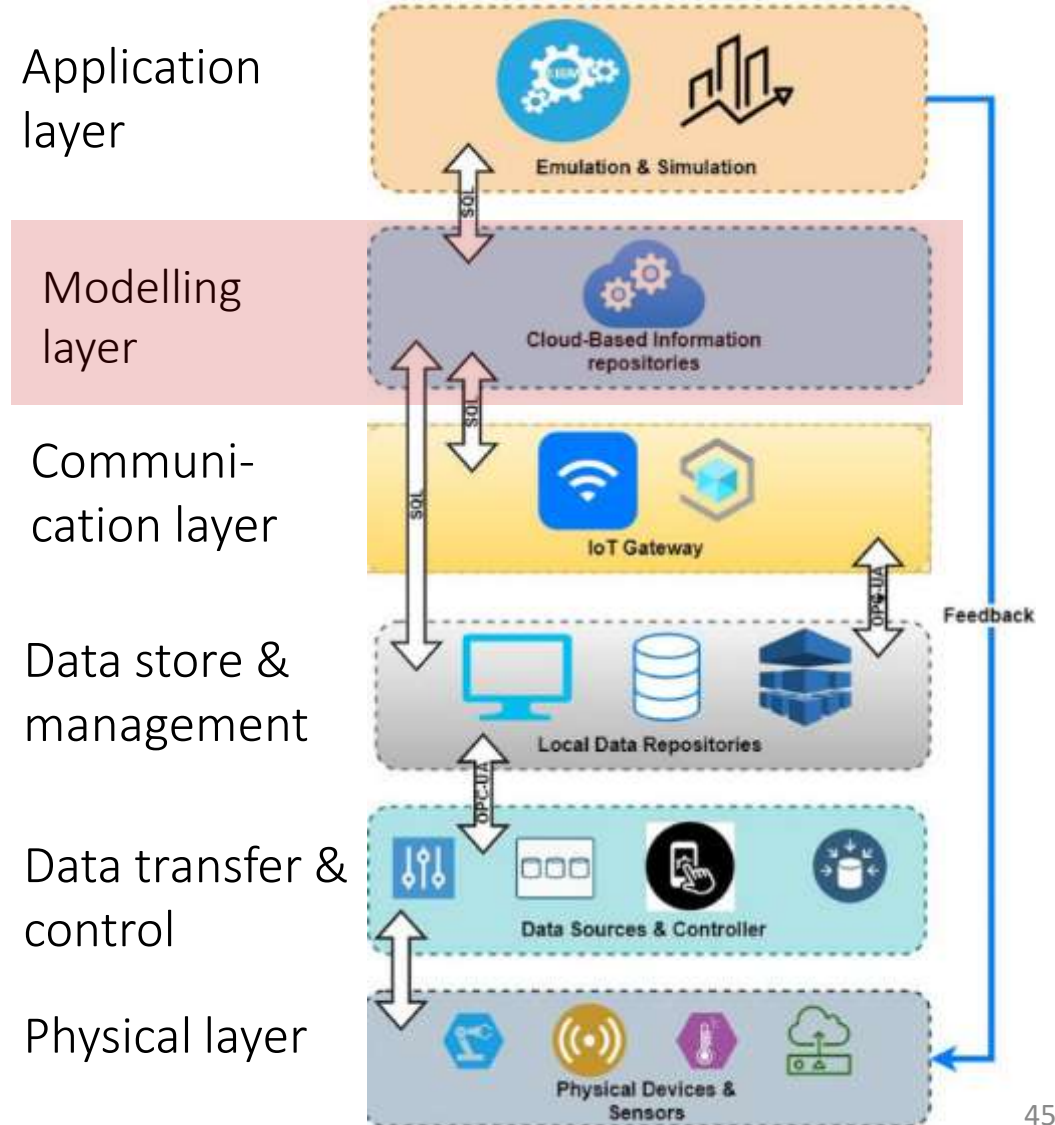 Application
layer
Emulation & Simulation
SQL
Modelling
layer
Cloud-Based Information
repositories
SQL
SQL
Communi-
cation layer
IoT Gateway
OPC-UA
Feedback
Data store &
management
Local Data Repositories
OPC-UA
Data transfer &
control
Data Sources & Controller
Physical layer
Physical Devices &
Sensors
45